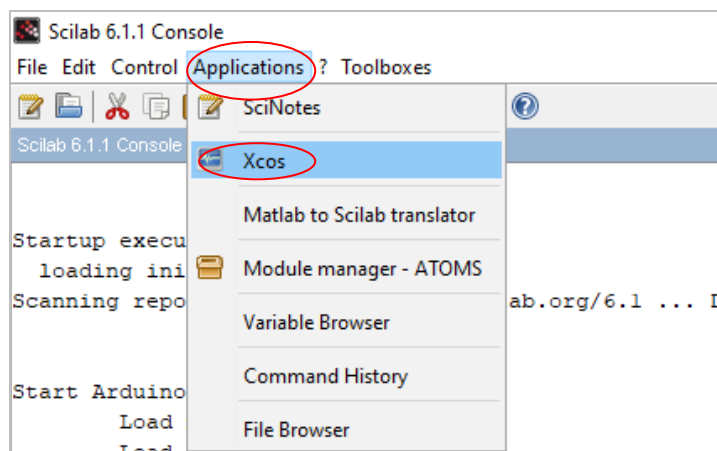 Scilab 6.1.1 Console
File Edit Control Applications ? Toolboxes
SciNotes
Scilab 6.1.1 Console
Xcos
Matlab to Scilab translator
Startup execu
loading ini
Module manager - ATOMS
Scanning repo
ab.org/6.1 ...
Variable Browser
Command History
Start Arduino
Load
File Browser